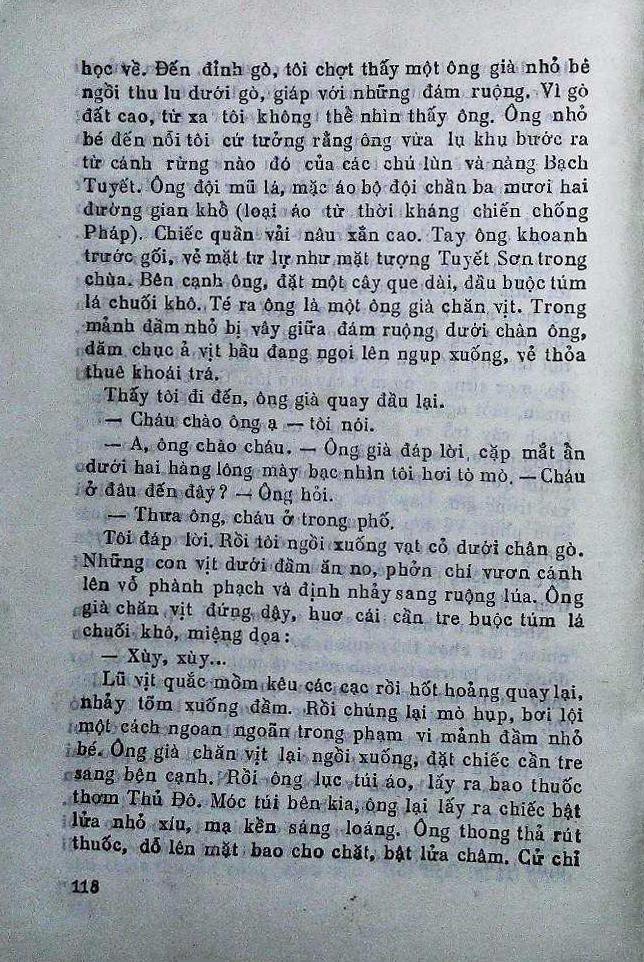 học về. Đến đỉnh gò, tôi chợt thấy một ông già nhỏ bé
ngồi thu lu dưới gò, giáp với những đám ruộng. Vì gò
đất cao, từ xa tôi không thể nhìn thấy ông. Ông nhỏ
bé đến nỗi tôi cứ tưởng rằng ông vừa lụ khụ bước ra
từ cánh rừng nào đó của các chú lùn và nàng Bạch
Tuyết. Ông đội mũ lá, mặc áo bộ đội chần ba mươi hai
đường gian khổ (loại áo từ thời kháng chiến chống
Pháp). Chiếc quần vải nâu xắn cao. Tay ông khoanh
trước gối, vẻ mặt tư lự như mặt tượng Tuyết Sơn trong
chùa. Bên cạnh ông, đặt một cây que dài, đầu buộc túm
lá chuối khô. Té ra ông là một ông già chăn vịt. Trong
mảnh đầm nhỏ bị vây giữa đám ruộng dưới chân ông,
dăm chục ả vịt bầu đang ngoi lên ngụp xuống, vẻ thỏa
thuê khoái trá.
Thấy tôi đi đến, ông già quay đầu lại.
— Cháu chào ông ạ — tôi nói.
— A, ông chào cháu. — Ông già đáp lời, cặp mắt ẩn
dưới hai hàng lông mày bạc nhìn tôi hơi tò mò. — Cháu
ở đâu đến đây? — Ông hỏi.
— Thưa ông, cháu ở trong phố.
Tôi đáp lời. Rồi tôi ngồi xuống vạt cỏ dưới chân gò.
Những con vịt dưới đầm ăn no, phởn chí vươn cánh
lên vỗ phành phạch và định nhảy sang ruộng lúa. Ông
già chăn vịt đứng dậy, huơ cái cần tre buộc túm lá
chuối khô, miệng dọa:
— Xùy, xùy...
Lũ vịt quắc mồm kêu các cạc rồi hốt hoảng quay lại,
nhảy tõm xuống đầm. Rồi chúng lại mò hụp, bơi lội
một cách ngoan ngoãn trong phạm vi mảnh đầm nhỏ
bé. Ông già chăn vịt lại ngồi xuống, đặt chiếc cần tre
sang bện cạnh. Rồi ông lục túi áo, lấy ra bao thuốc
thơm Thủ Đô. Móc túi bên kia, ông lại lấy ra chiếc bật
lửa nhỏ xíu, mạ kền sáng loáng. Ông thong thả rút
thuốc, dỗ lên mặt bao cho chặt, bật lửa châm. Cử chỉ
118